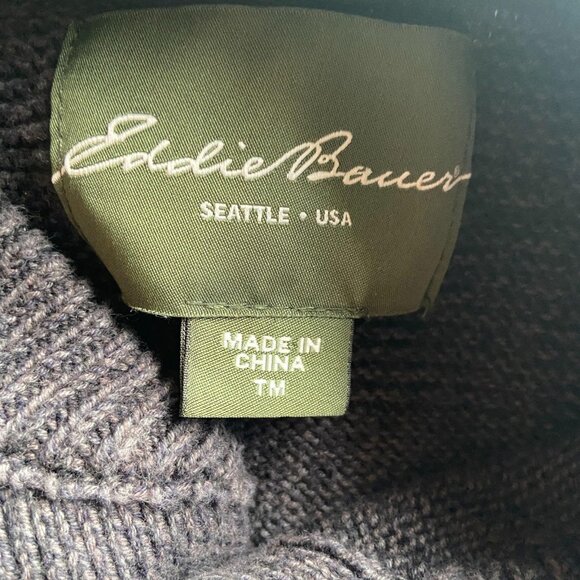 Eddie Bauer®
SEATTLE • USA
MADE IN
CHINA
TM